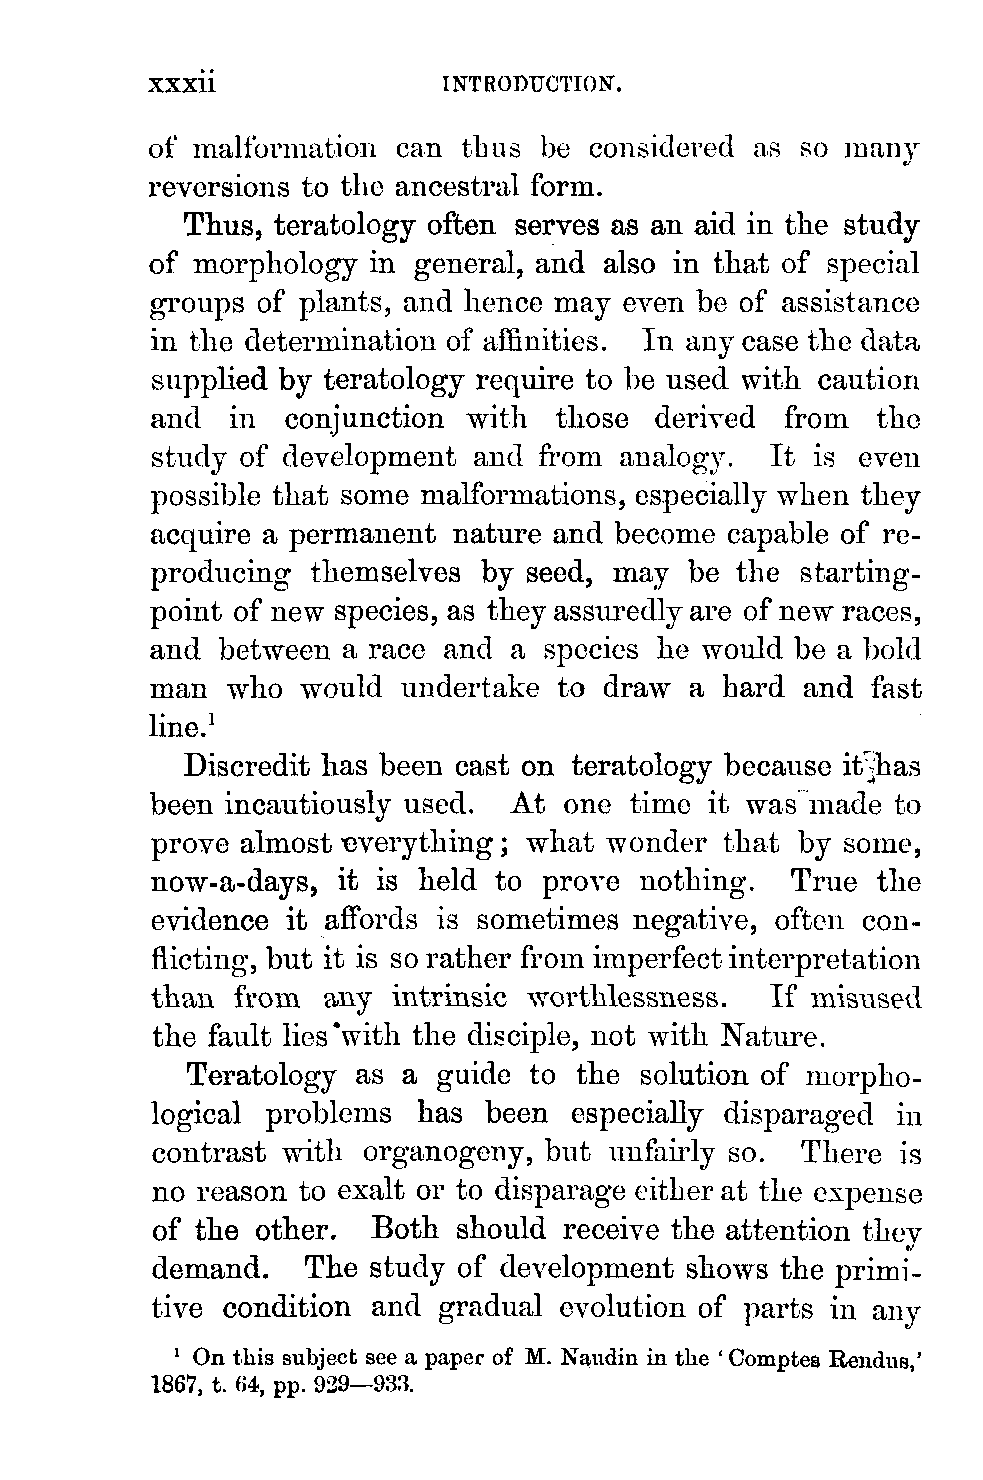 xxxii INTRODUCTION.
of malformation can thus be considered as so many
reversions to the ancestral form.
Thus, teratology often serves as an aid in the study
of morphology in general, and also in that of special
groups of plants, and hence may even be of assistance
in the determination of affinities. In any case the data
supplied by teratology require to be used with caution
and in conjunction with those derived from the
study of development and from analogy. It is even
possible that some malformations, especially when they
acquire a permanent nature and become capable of re-
producing themselves by seed, may be the starting-
point of new species, as they assuredly are of new races,
and between a race and a species he would be a bold
man who would undertake to draw a hard and fast
line.¹
Discredit has been cast on teratology because it has
been incautiously used. At one time it was made to
prove almost everything; what wonder that by some,
now-a-days, it is held to prove nothing. True the
evidence it affords is sometimes negative, often con-
flicting, but it is so rather from imperfect interpretation
than from any intrinsic worthlessness. If misused
the fault lies with the disciple, not with Nature.
Teratology as a guide to the solution of morpho-
logical problems has been especially disparaged in
contrast with organogeny, but unfairly so. There is
no reason to exalt or to disparage either at the expense
of the other. Both should receive the attention they
demand. The study of development shows the primi-
tive condition and gradual evolution of parts in any
¹ On this subject see a paper of M. Naudin in the 'Comptes Rendus,'
1867, t. 64, pp. 929—933.